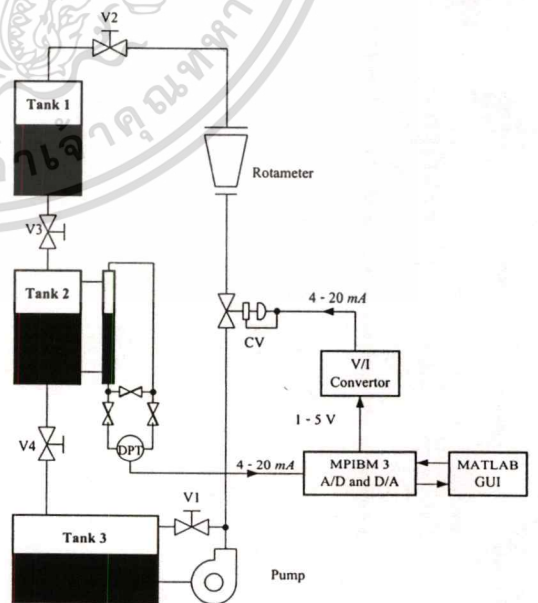 V2
Tank 1
Rotameter
V3
Tank 2
4 - 20 mA
CV
V/I
Convertor
1 - 5 V
V4
DPT
4 - 20 mA
MPIBM 3
A/D and D/A
MATLAB
GUI
V1
Tank 3
Pump